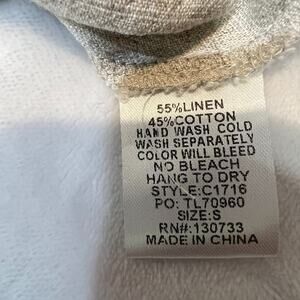 55%LINEN
45%COTTON
HAND WASH COLD
WASH SEPARATELY
COLOR WILL BLEED
NO BLEACH
HANG TO DRY
STYLE:C1716
PO: TL70960
SIZE:S
RN#:130733
MADE IN CHINA